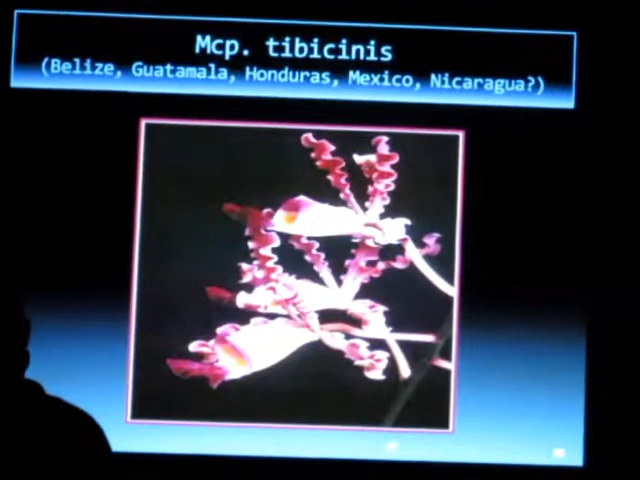 Mcp. tibicinis
(Belize, Guatamala, Honduras, Mexico, Nicaragua?)